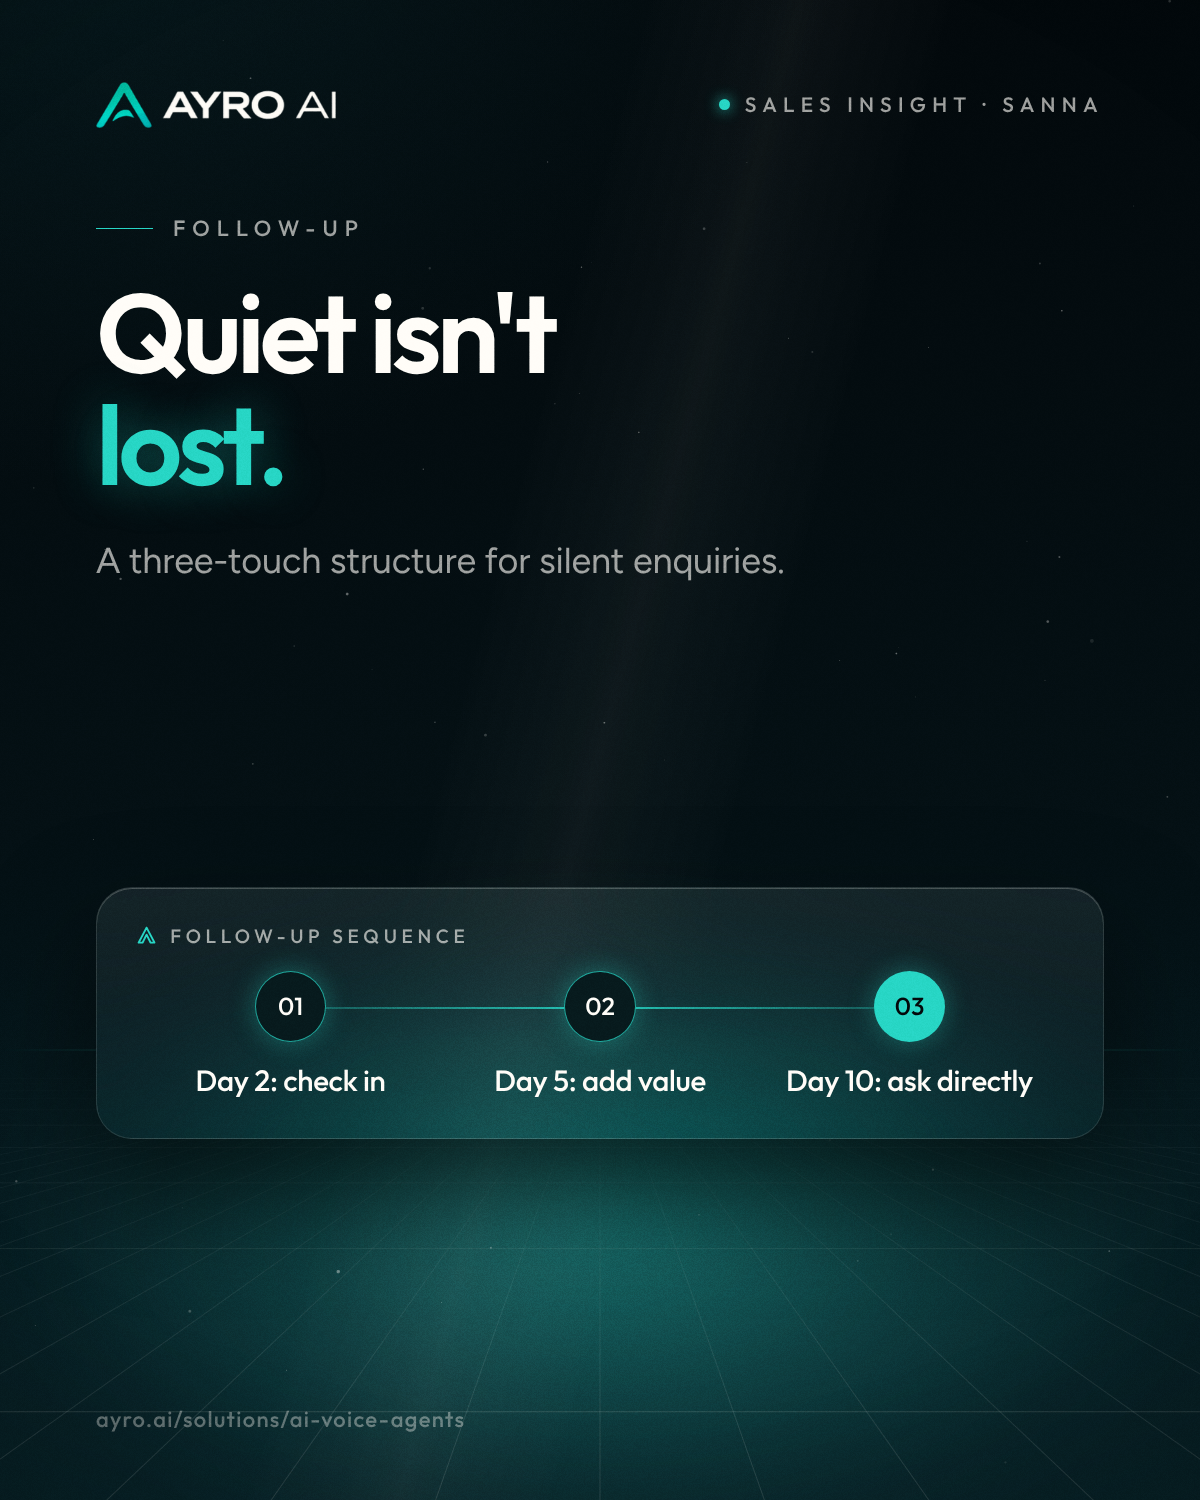 AYRO AI
SALES INSIGHT · SANNA
FOLLOW-UP
Quiet isn't
lost.
A three-touch structure for silent enquiries.
FOLLOW-UP SEQUENCE
01
02
03
Day 2: check in
Day 5: add value
Day 10: ask directly
ayro.ai/solutions/ai-voice-agents